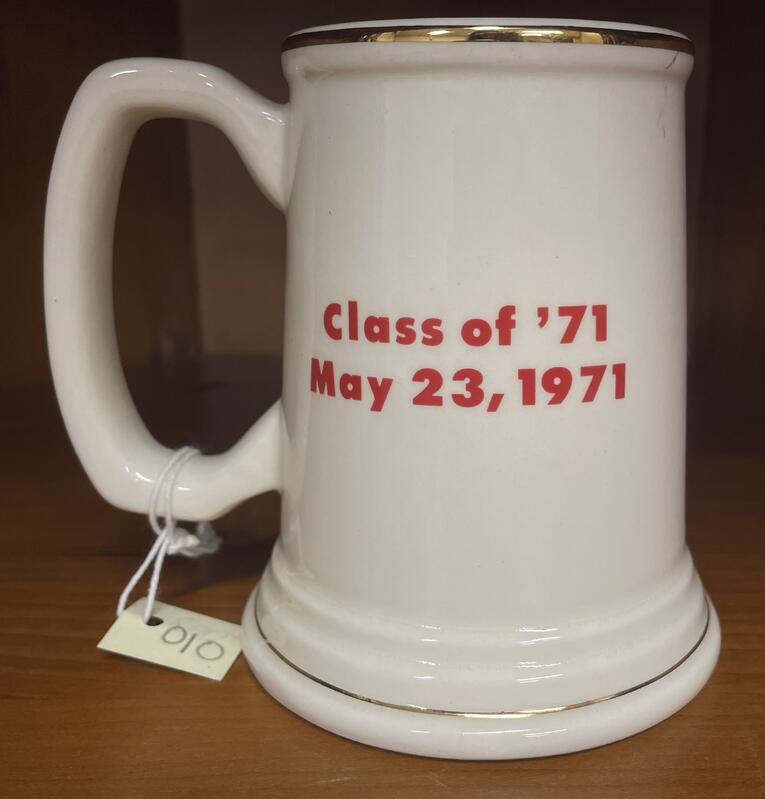 Class of ’71
May 23, 1971
010